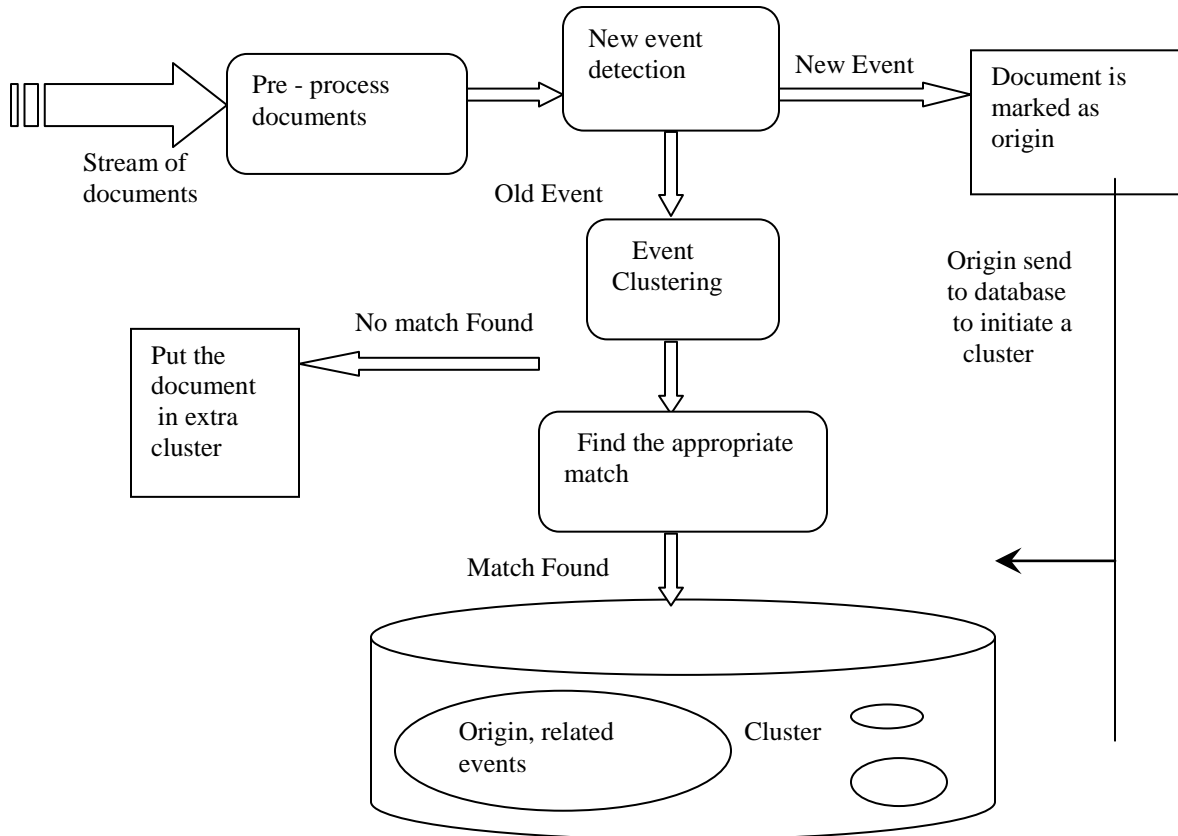 New event
detection
New Event
Pre - process
documents
Document is
marked as
origin
Stream of
documents
Old Event
Event
Clustering
Origin send
to database
to initiate a
cluster
No match Found
Put the
document
in extra
cluster
Find the appropriate
match
Match Found
Origin, related
events
Cluster